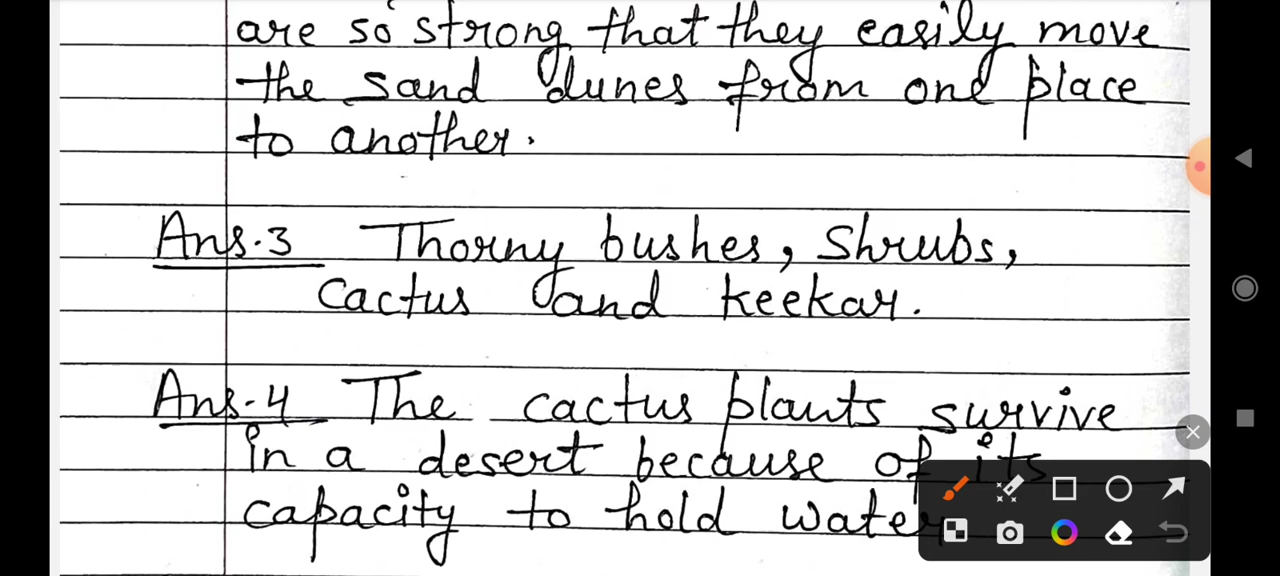 are so strong that they easily move
the sand dunes from one place
to another.
Ans.3 Thorny bushes, Shrubs,
Cactus and keekar.
Ans.4 The cactus plants survive
in a desert because of its
capacity to hold water